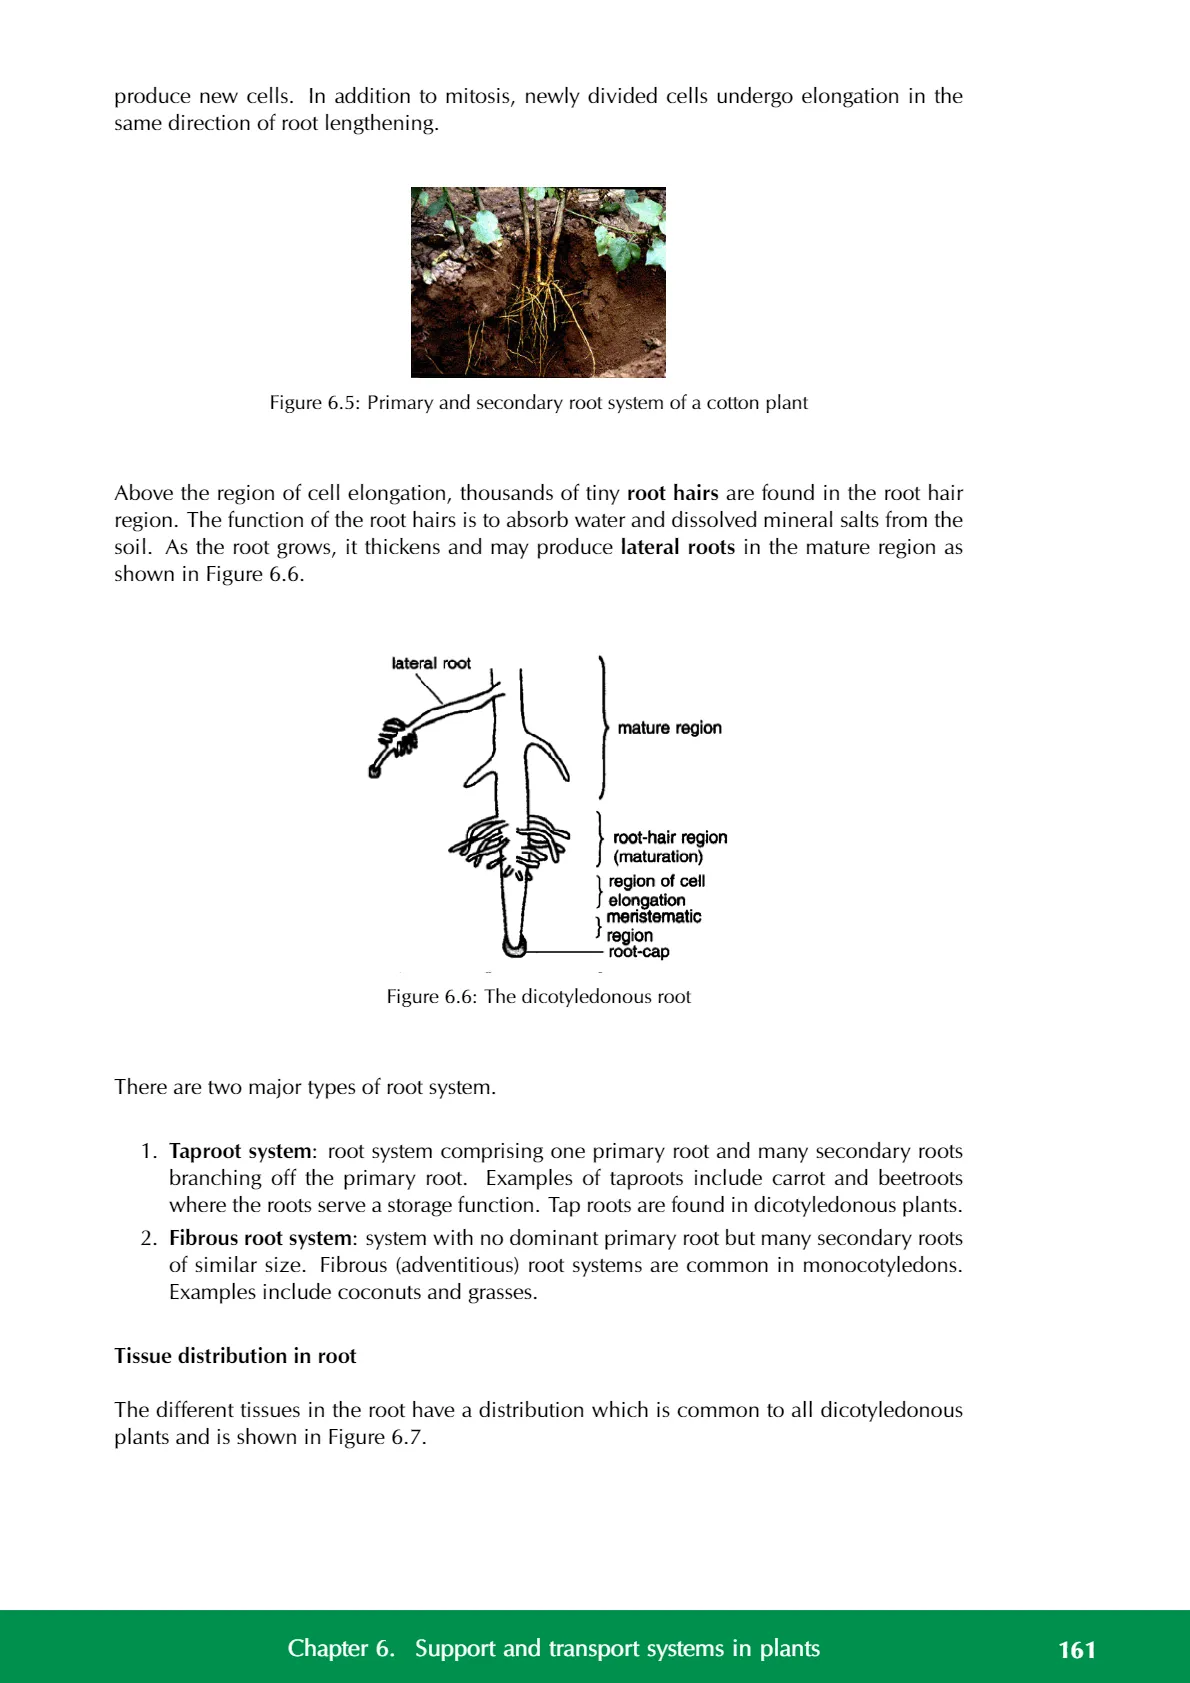 produce new cells. In addition to mitosis, newly divided cells undergo elongation in the
same direction of root lengthening.
Figure 6.5: Primary and secondary root system of a cotton plant
Above the region of cell elongation, thousands of tiny root hairs are found in the root hair
region. The function of the root hairs is to absorb water and dissolved mineral salts from the
soil. As the root grows, it thickens and may produce lateral roots in the mature region as
shown in Figure 6.6.
lateral root
mature region
root-hair region
(maturation)
region of cell
elongation
meristematic
region
root-cap
Figure 6.6: The dicotyledonous root
There are two major types of root system.
1. Taproot system: root system comprising one primary root and many secondary roots
branching off the primary root. Examples of taproots include carrot and beetroots
where the roots serve a storage function. Tap roots are found in dicotyledonous plants.
2. Fibrous root system: system with no dominant primary root but many secondary roots
of similar size. Fibrous (adventitious) root systems are common in monocotyledons.
Examples include coconuts and grasses.
Tissue distribution in root
The different tissues in the root have a distribution which is common to all dicotyledonous
plants and is shown in Figure 6.7.
Chapter 6. Support and transport systems in plants
161